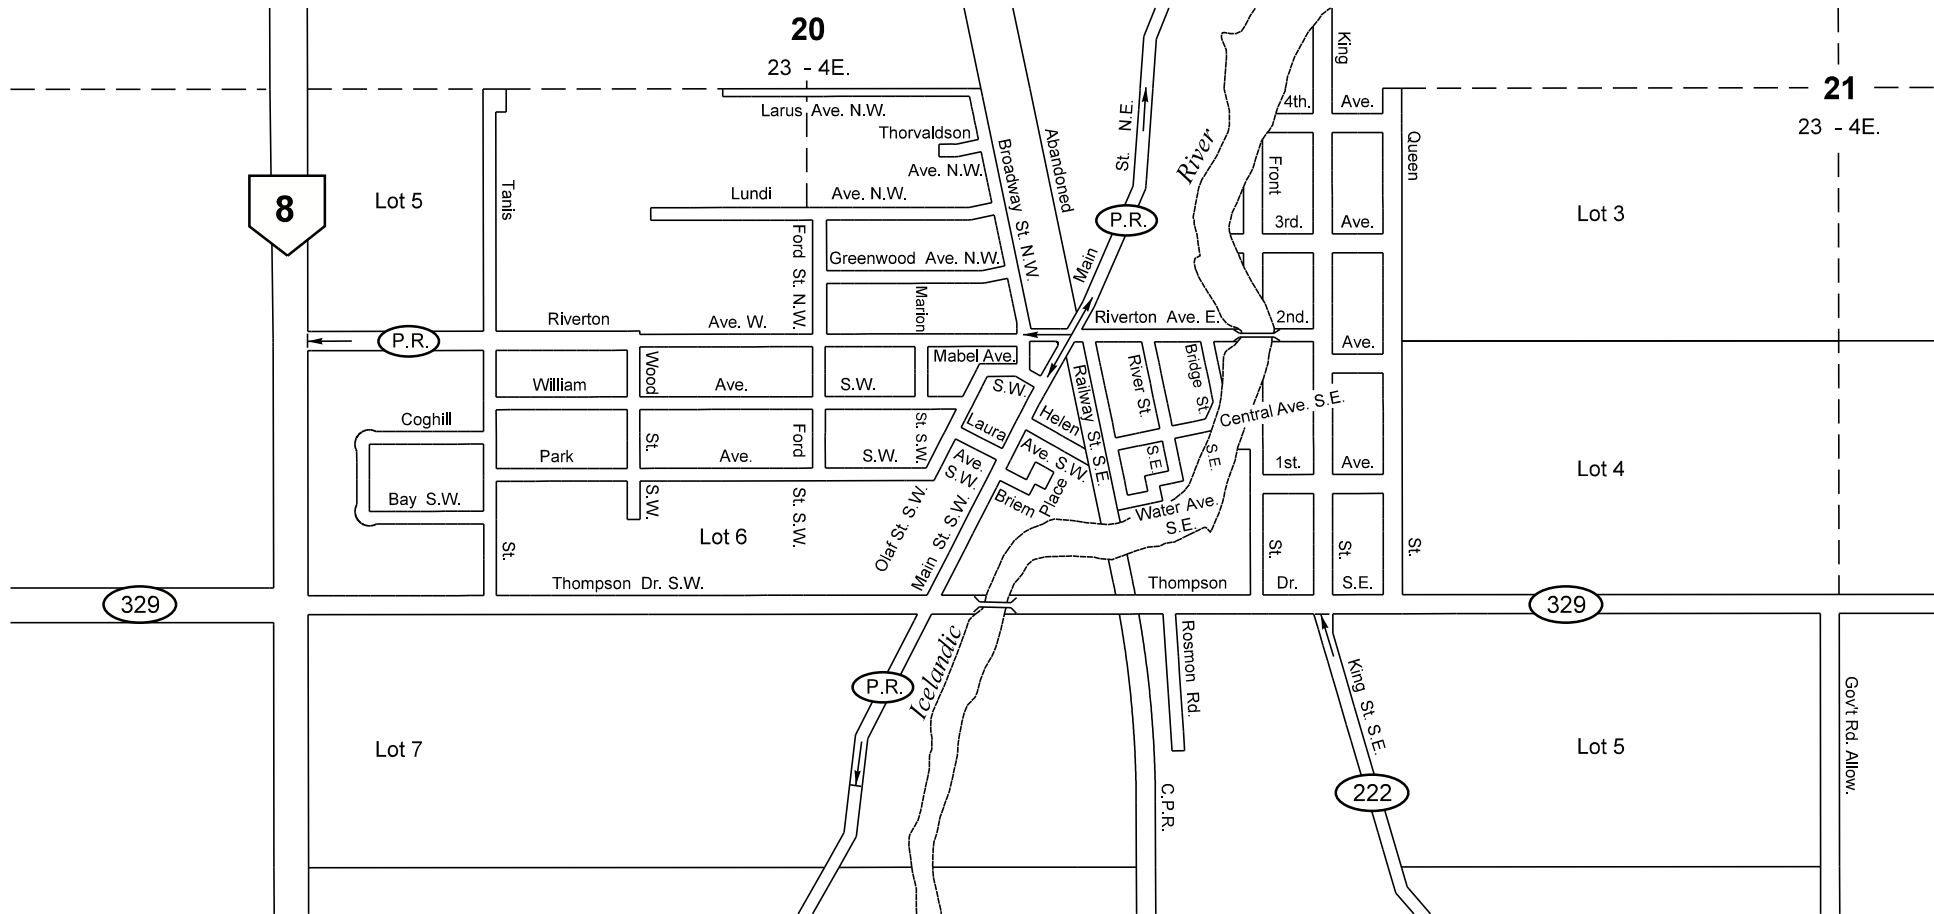 20
23 - 4E.
King
21
23 - 4E.
Larus Ave. N.W.
4th. Ave.
Thorvaldson
Ave. N.W.
Broadway St. N.W.
Abandoned
St. N.E.
River
Front
Queen
8
Lot 5
Tanis
Lundi Ave. N.W.
P.R.
3rd. Ave.
Lot 3
Ford St. N.W.
Greenwood Ave. N.W.
Main
Marion
Riverton Ave. W.
Riverton Ave. E.
2nd.
P.R.
Ave.
Mabel Ave.
S.W.
Wood
William Ave. S.W.
Railway St. S.E.
River St.
Bridge St.
Central Ave. S.E.
Coghill
Laura
Helen
St.
Ford
St. S.W.
Park Ave. S.W.
Ave.
S.W.
Ave. S.W.
S.E.
S.E.
1st. Ave.
Lot 4
Bay S.W.
S.W.
St. S.W.
Briem
Place
Water Ave.
S.E.
Olaf St. S.W.
Main St. S.W.
Lot 6
St.
St.
St.
St.
Thompson Dr. S.W.
Thompson Dr. S.E.
329
329
Icelandic
Rosmon Rd.
King St. S.E.
P.R.
Gov't Rd. Allow.
Lot 7
Lot 5
C.P.R.
222